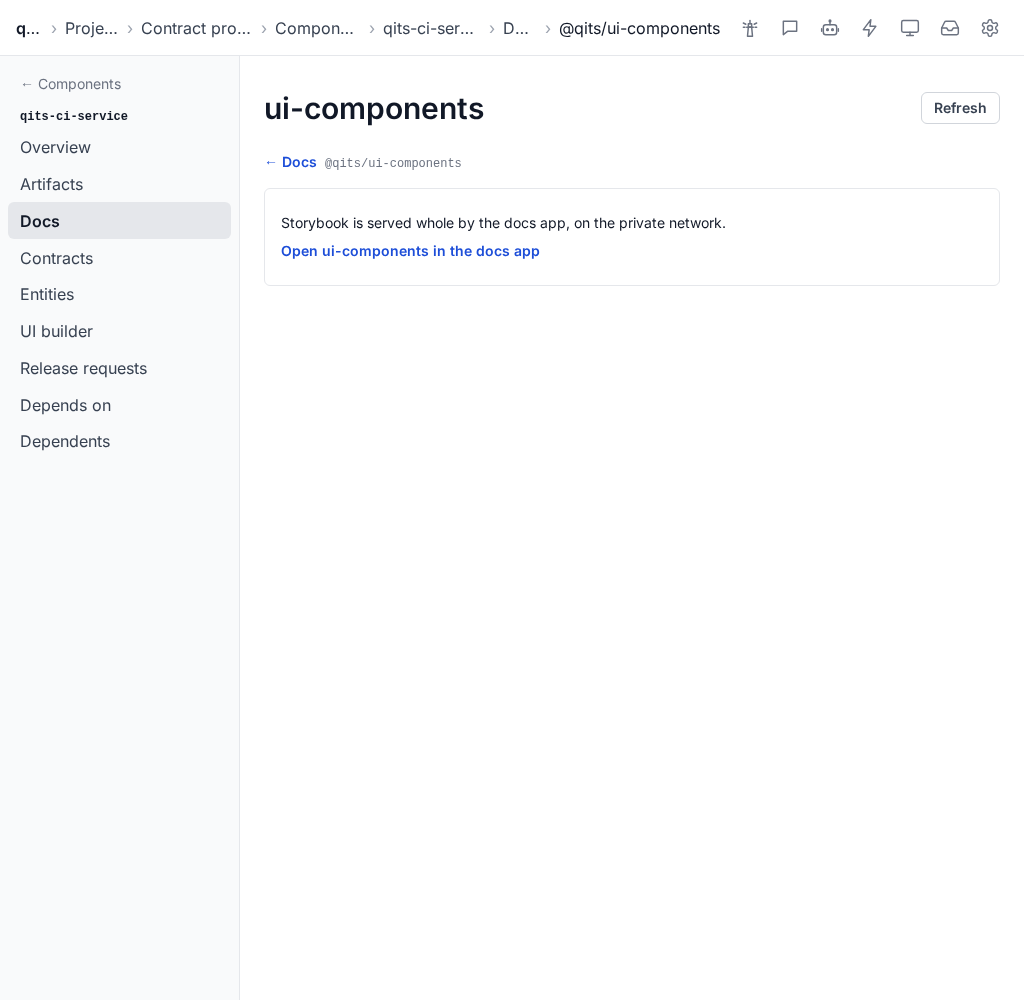 q... › Proje... › Contract pro... › Compon... › qits-ci-ser... › D... › @qits/ui-components
← Components
qits-ci-service
Overview
Artifacts
Docs
Contracts
Entities
UI builder
Release requests
Depends on
Dependents
ui-components
Refresh
← Docs @qits/ui-components
Storybook is served whole by the docs app, on the private network.
Open ui-components in the docs app